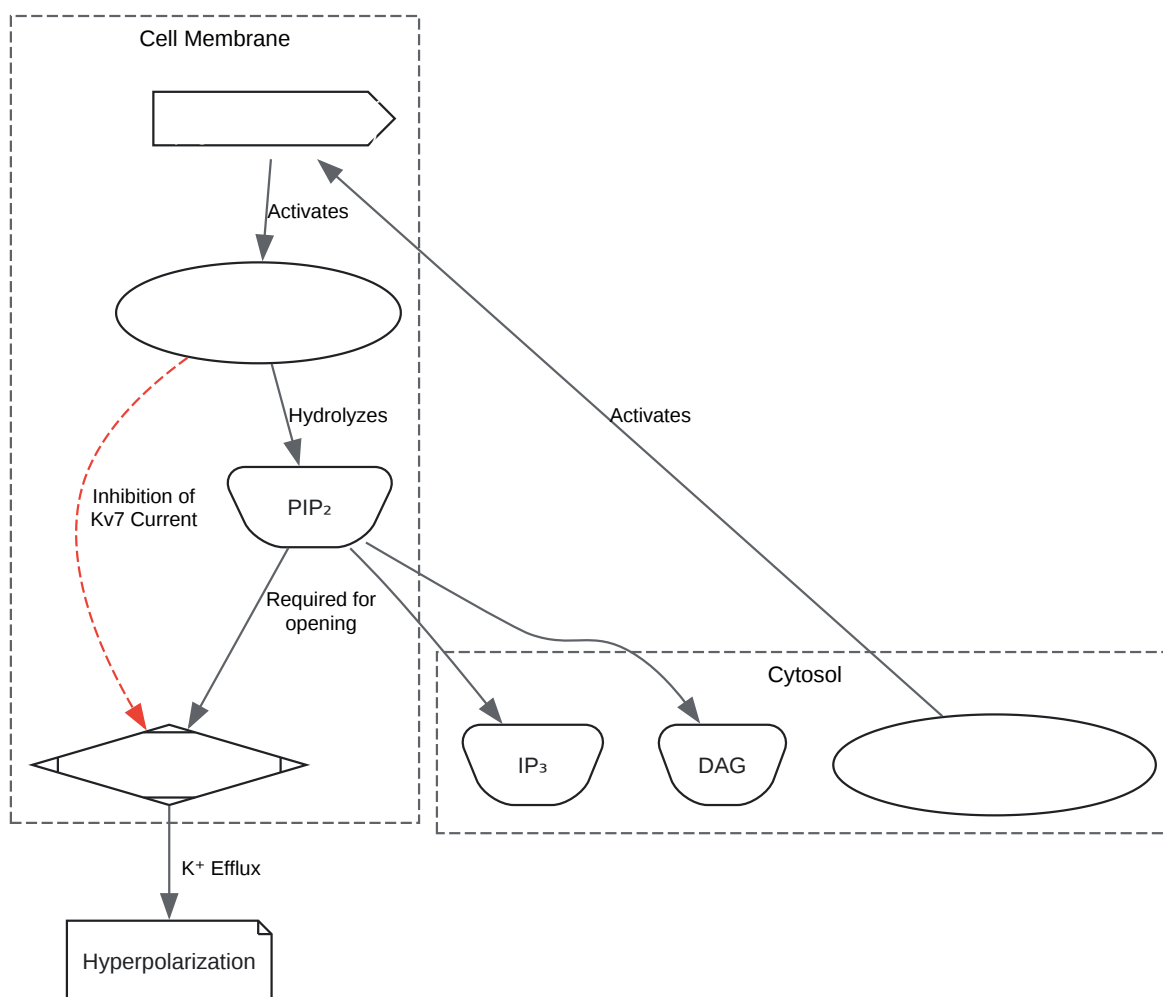 Cell Membrane
Activates
Hydrolyzes
Activates
PIP₂
Inhibition of
Kv7 Current
Required for
opening
Cytosol
IP₃
DAG
K⁺ Efflux
Hyperpolarization